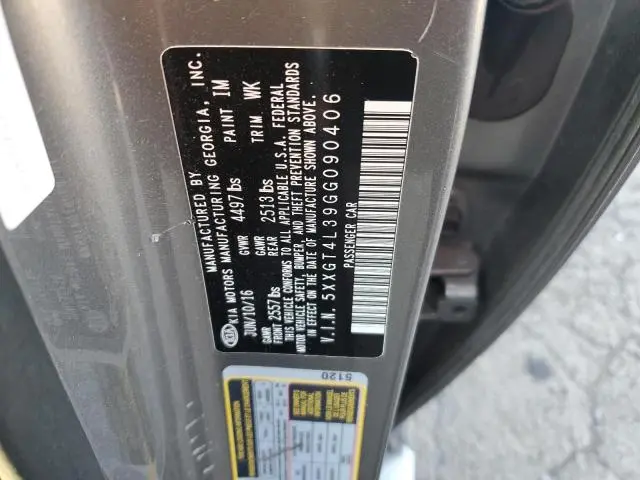 MANUFACTURED BY
KIA KIA MOTORS MANUFACTURING GEORGIA, INC.
JUN/10/16 GVWR 4497lbs PAINT IM
GAWR FRONT 2557lbs GAWR REAR 2513lbs TRIM WK
THIS VEHICLE CONFORMS TO ALL APPLICABLE U.S.A. FEDERAL
MOTOR VEHICLE SAFETY, BUMPER, AND THEFT PREVENTION STANDARDS
IN EFFECT ON THE DATE OF MANUFACTURE SHOWN ABOVE.
V.I.N. 5XXGT4L39GG090406
PASSENGER CAR
5120